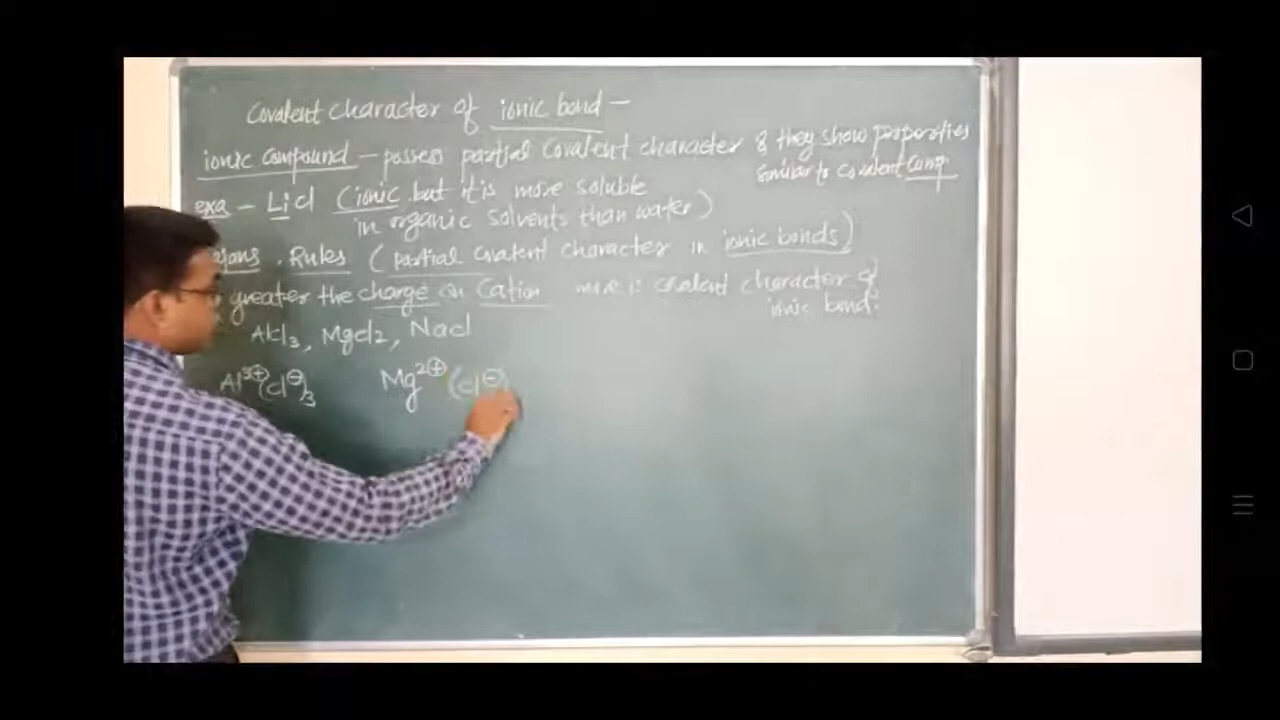 Covalent character of ionic bond —
ionic compound — possess partial covalent character & they show properties
similar to covalent comp
exa — Licl (ionic but it is more soluble
in organic solvents than water)
Rules (partial covalent character in ionic bonds)
greater the charge on cation more is covalent character of
ionic bond.
Alcl3, Mgcl2, Nacl
Al3+(cl⊖)3 Mg2⊕(cl⊖)